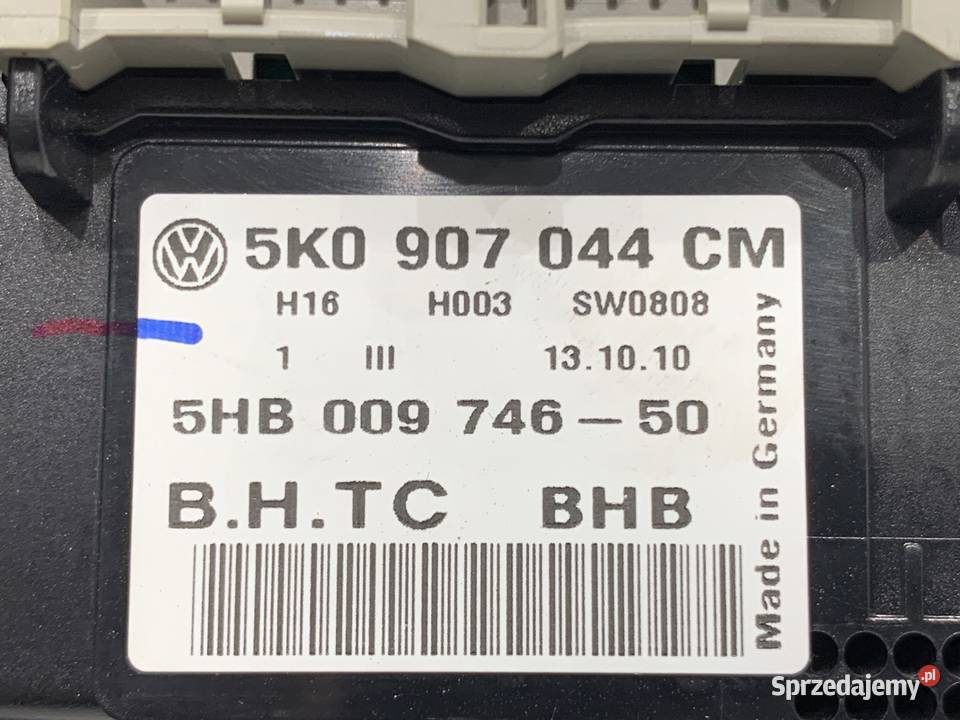 5K0 907 044 CM
H16 H003 SW0808
1 III 13.10.10
5HB 009 746-50
B.H.TC BHB
Made in Germany
Sprzedajemy.pl